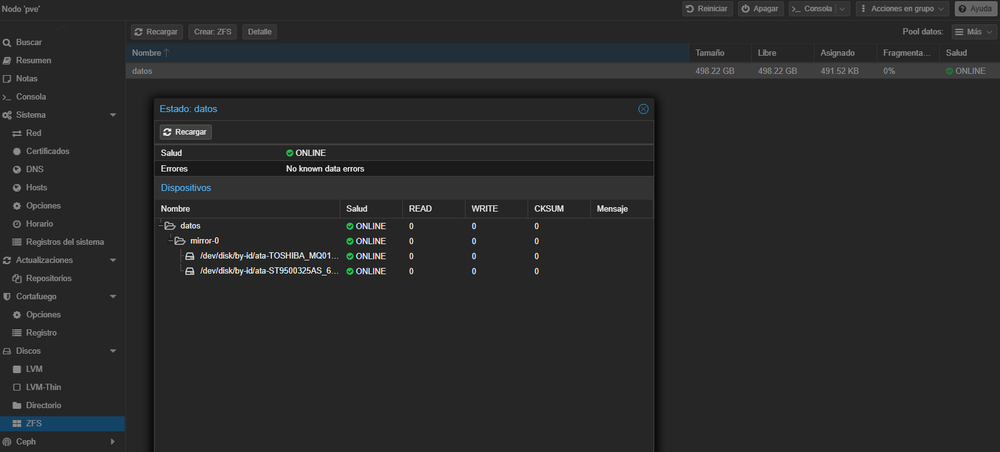 Nodo 'pve'
Reiniciar
Apagar
Consola
Acciones en grupo
Ayuda
Buscar
Resumen
Notas
Consola
Sistema
Red
Certificados
DNS
Hosts
Opciones
Horario
Registros del sistema
Actualizaciones
Repositorios
Cortafuego
Opciones
Registro
Discos
LVM
LVM-Thin
Directorio
ZFS
Ceph
Recargar
Crear: ZFS
Detalle
Pool datos:
Más
Nombre Tamaño Libre Asignado Fragmenta... Salud
datos 498.22 GB 498.22 GB 491.52 KB 0% ONLINE
Estado: datos
Recargar
Salud ONLINE
Errores No known data errors
Dispositivos
Nombre Salud READ WRITE CKSUM Mensaje
datos ONLINE 0 0 0
mirror-0 ONLINE 0 0 0
/dev/disk/by-id/ata-TOSHIBA_MQ01... ONLINE 0 0 0
/dev/disk/by-id/ata-ST9500325AS_6... ONLINE 0 0 0